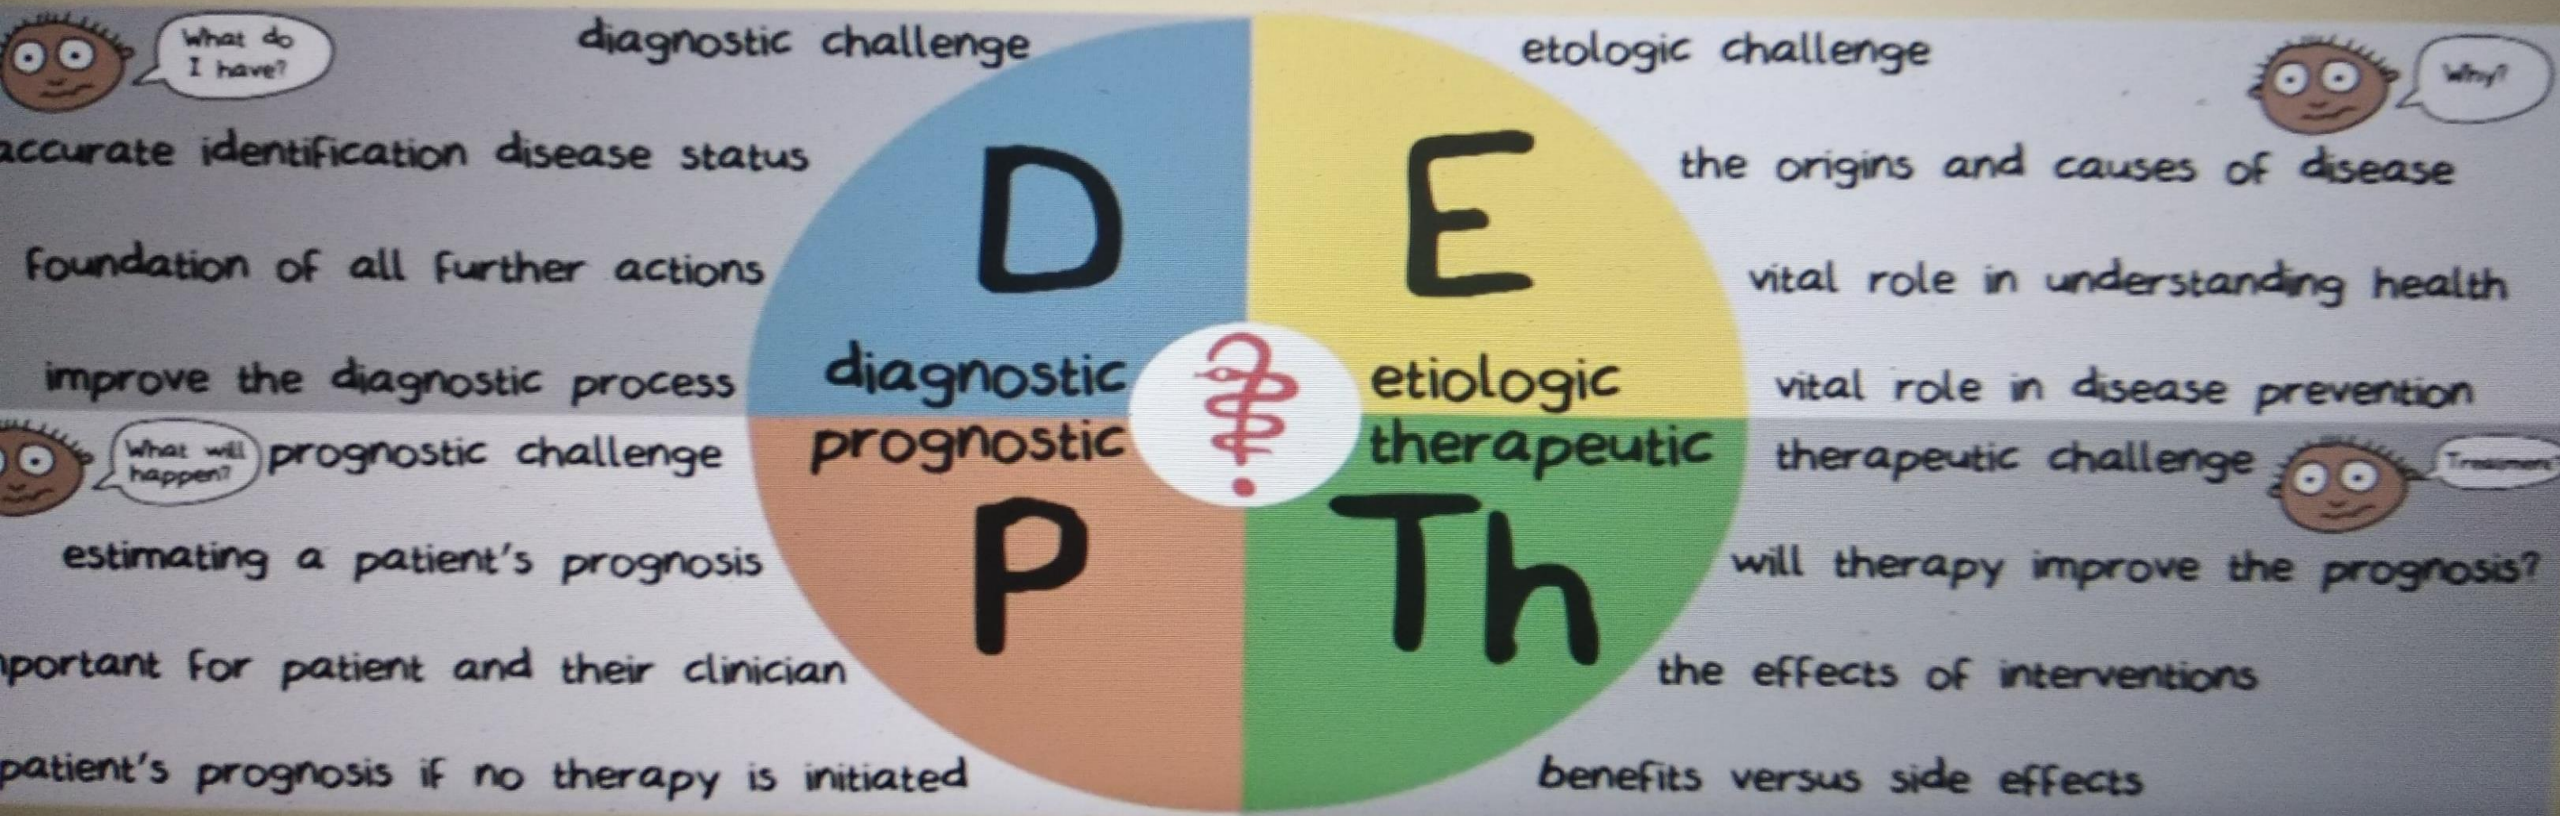 What do
I have?
diagnostic challenge
accurate identification disease status
foundation of all further actions
improve the diagnostic process
D
diagnostic
etologic challenge
Why?
the origins and causes of disease
vital role in understanding health
vital role in disease prevention
E
etiologic
What will
happen?
prognostic challenge
estimating a patient's prognosis
for patient and their clinician
patient's prognosis if no therapy is initiated
prognostic
P
therapeutic
Th
therapeutic challenge
Treatment?
will therapy improve the prognosis?
the effects of interventions
benefits versus side effects